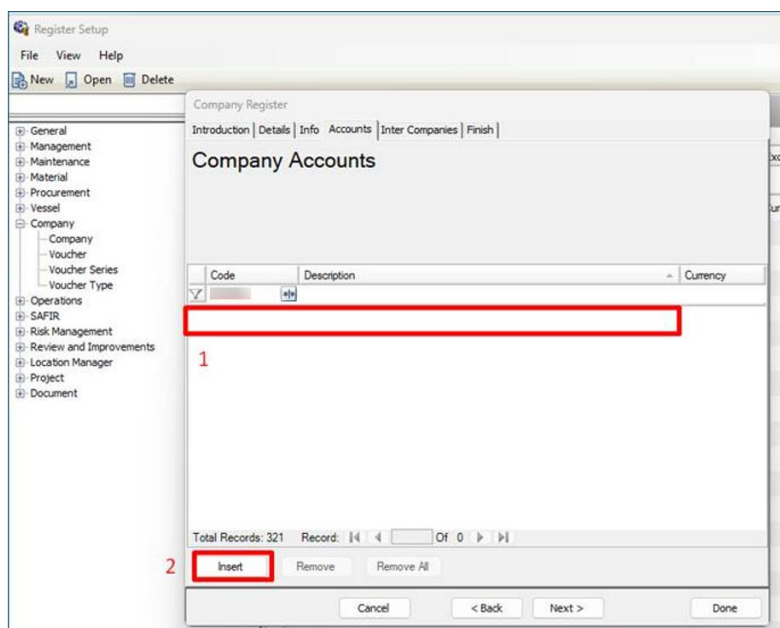 Register Setup
File View Help
New Open Delete
Company Register
Introduction Details Info Accounts Inter Companies Finish
Company Accounts
General
Management
Maintenance
Material
Procurement
Vessel
Company
Company
Voucher
Voucher Series
Voucher Type
Operations
SAFIR
Risk Management
Review and Improvements
Location Manager
Project
Document
Code Description Currency
1
Total Records: 321 Record: Of 0
2 Insert Remove Remove All
Cancel < Back Next > Done